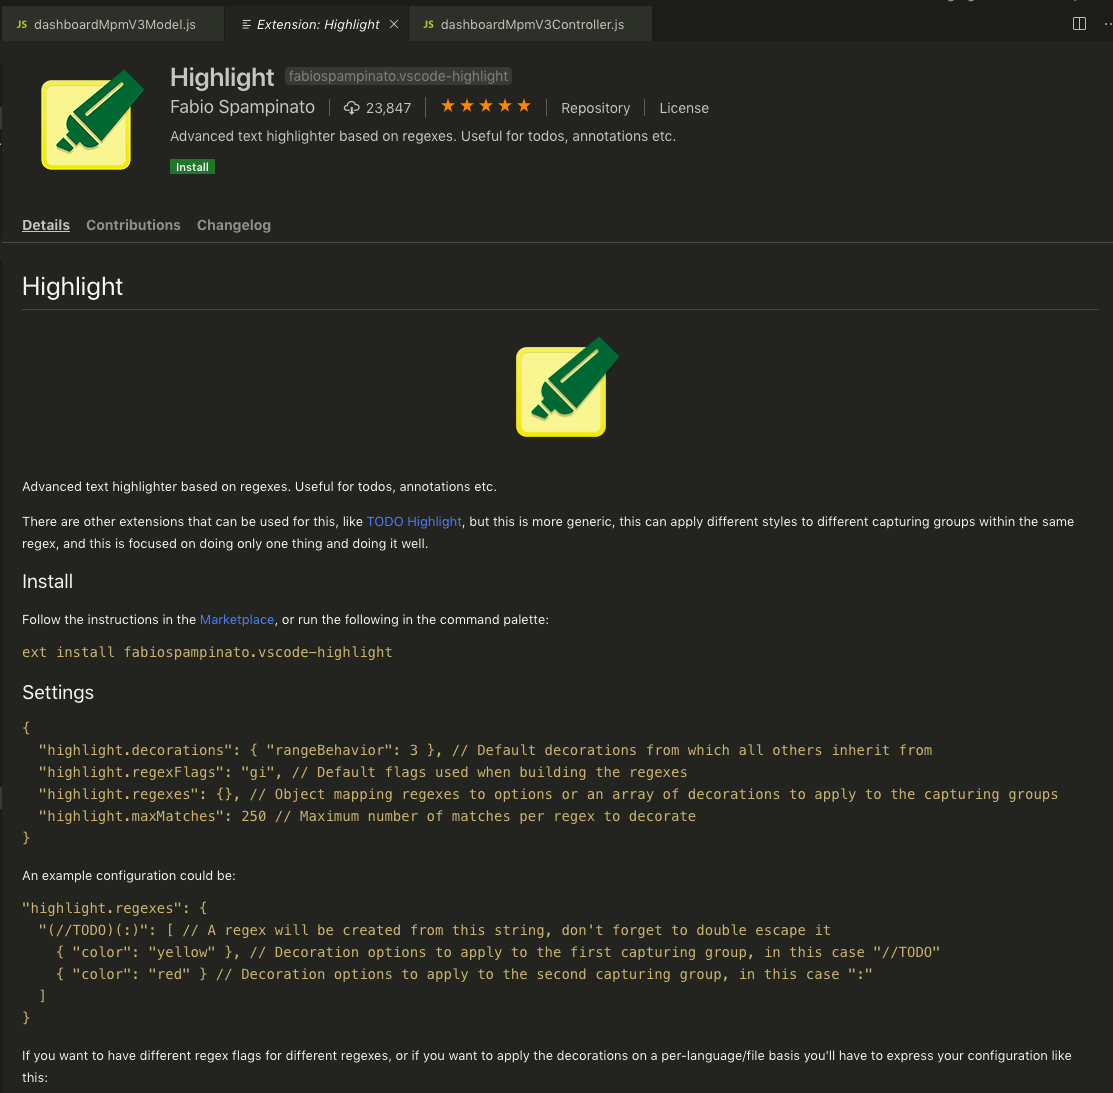 JS dashboardMpmV3Model.js Extension: Highlight JS dashboardMpmV3Controller.js
Highlight fabiospampinato.vscode-highlight
Fabio Spampinato 23,847 Repository License
Advanced text highlighter based on regexes. Useful for todos, annotations etc.
Install
Details Contributions Changelog
Highlight
Advanced text highlighter based on regexes. Useful for todos, annotations etc.
There are other extensions that can be used for this, like TODO Highlight, but this is more generic, this can apply different styles to different capturing groups within the same
regex, and this is focused on doing only one thing and doing it well.
Install
Follow the instructions in the Marketplace, or run the following in the command palette:
ext install fabiospampinato.vscode-highlight
Settings
{
  "highlight.decorations": { "rangeBehavior": 3 }, // Default decorations from which all others inherit from
  "highlight.regexFlags": "gi", // Default flags used when building the regexes
  "highlight.regexes": {}, // Object mapping regexes to options or an array of decorations to apply to the capturing groups
  "highlight.maxMatches": 250 // Maximum number of matches per regex to decorate
}
An example configuration could be:
"highlight.regexes": {
  "(//TODO)(:)": [ // A regex will be created from this string, don't forget to double escape it
    { "color": "yellow" }, // Decoration options to apply to the first capturing group, in this case "//TODO"
    { "color": "red" } // Decoration options to apply to the second capturing group, in this case ":"
  ]
}
If you want to have different regex flags for different regexes, or if you want to apply the decorations on a per-language/file basis you'll have to express your configuration like
this: